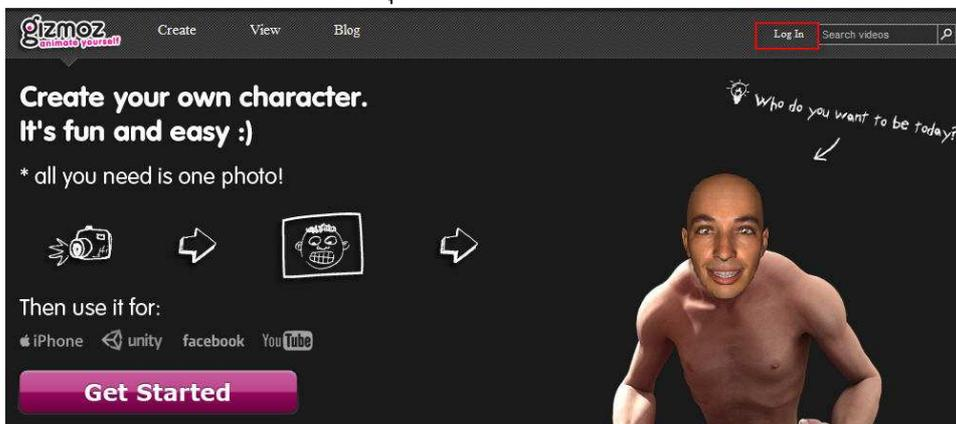 gizmoz
animate yourself
Create View Blog
Log In Search videos
Create your own character.
It's fun and easy :)
* all you need is one photo!
Who do you want to be today?
Then use it for:
iPhone unity facebook YouTube
Get Started